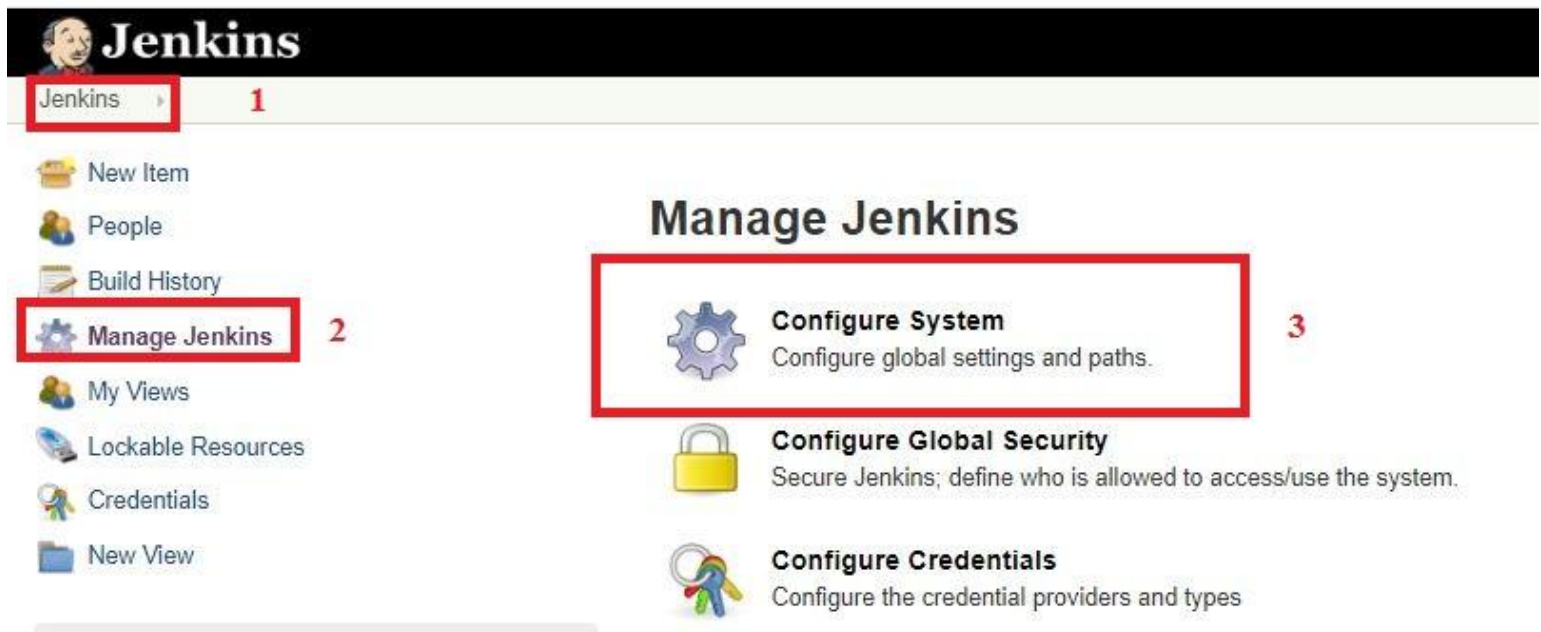 Jenkins
Jenkins
1
New Item
People
Build History
Manage Jenkins
2
My Views
Lockable Resources
Credentials
New View
Manage Jenkins
Configure System
Configure global settings and paths.
3
Configure Global Security
Secure Jenkins; define who is allowed to access/use the system.
Configure Credentials
Configure the credential providers and types